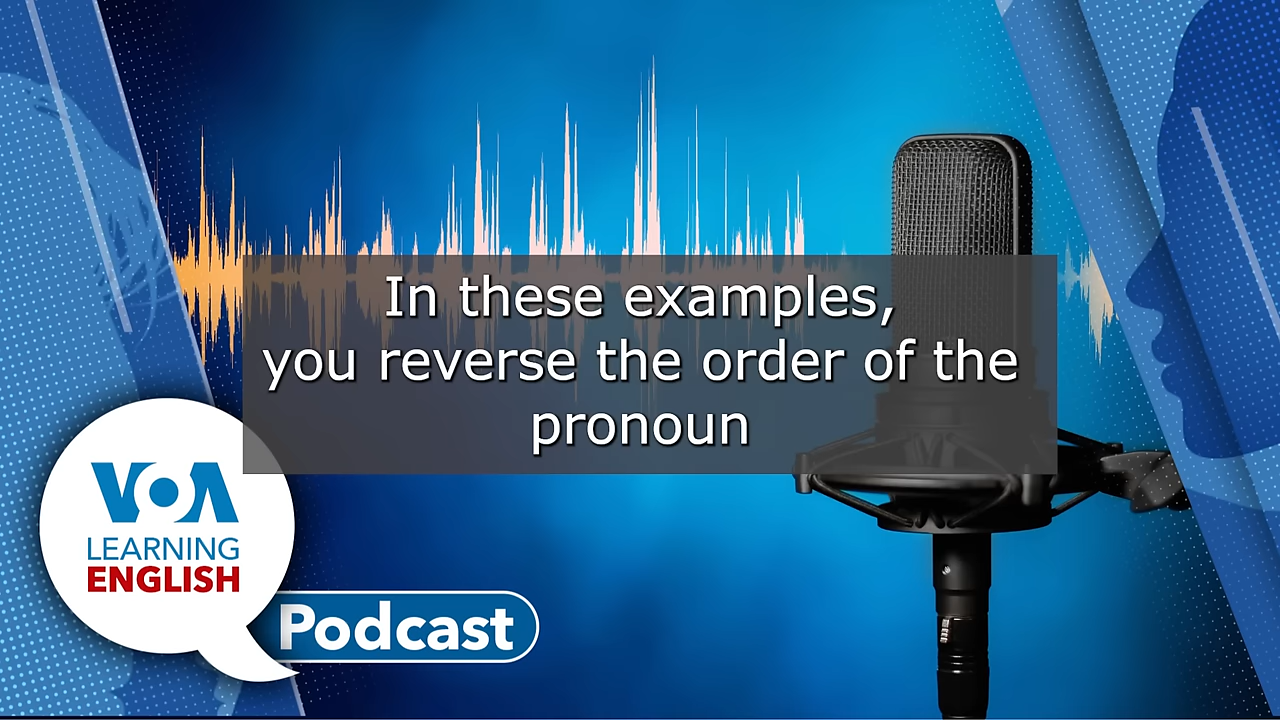 In these examples,
you reverse the order of the
pronoun
VOA
LEARNING
ENGLISH
Podcast